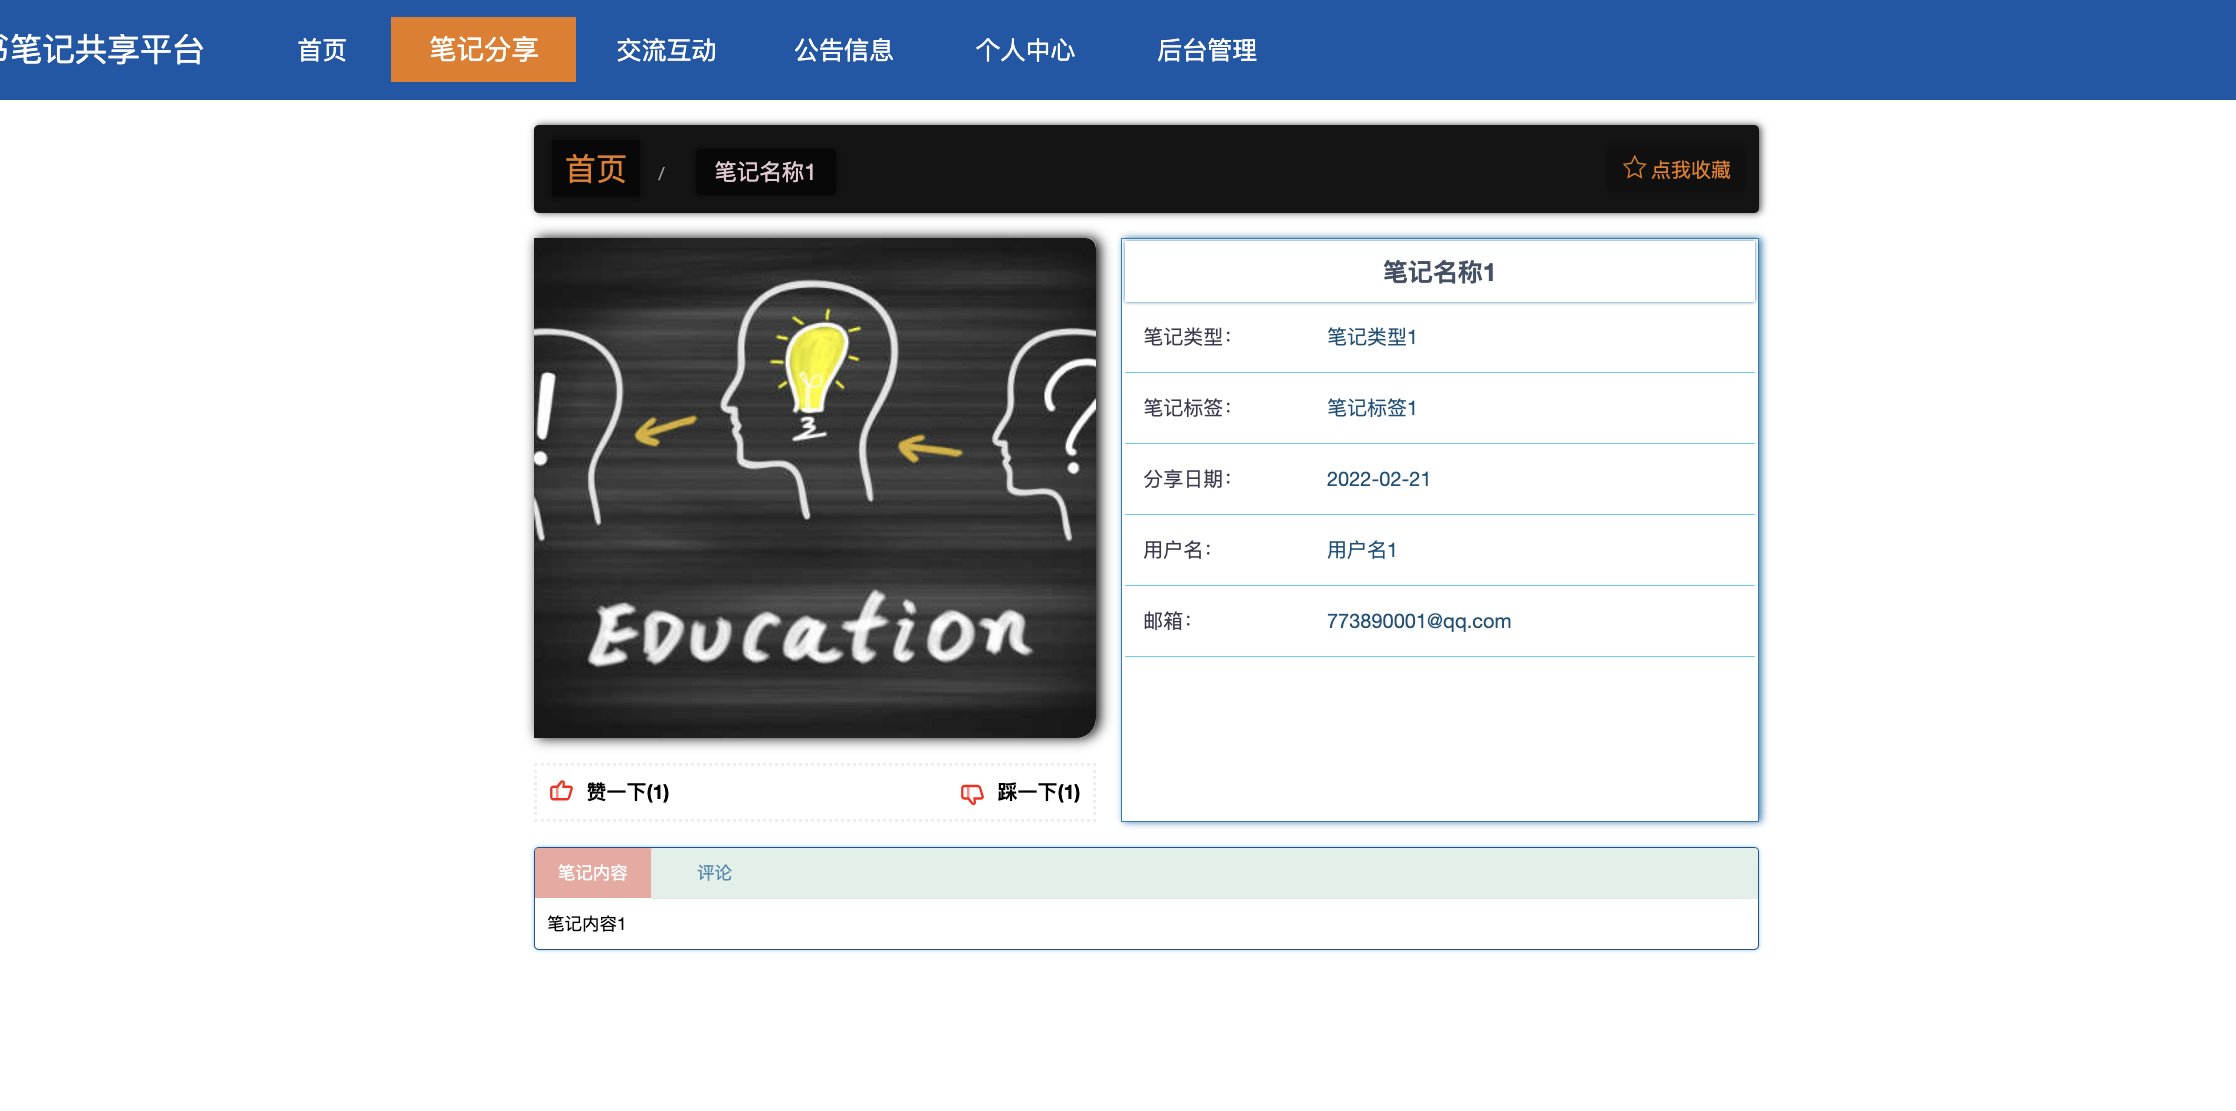 笔记共享平台 首页 笔记分享 交流互动 公告信息 个人中心 后台管理
首页 / 笔记名称1 点我收藏
Education
赞一下(1) 踩一下(1)
笔记名称1
笔记类型: 笔记类型1
笔记标签: 笔记标签1
分享日期: 2022-02-21
用户名: 用户名1
邮箱: 773890001@qq.com
笔记内容 评论
笔记内容1